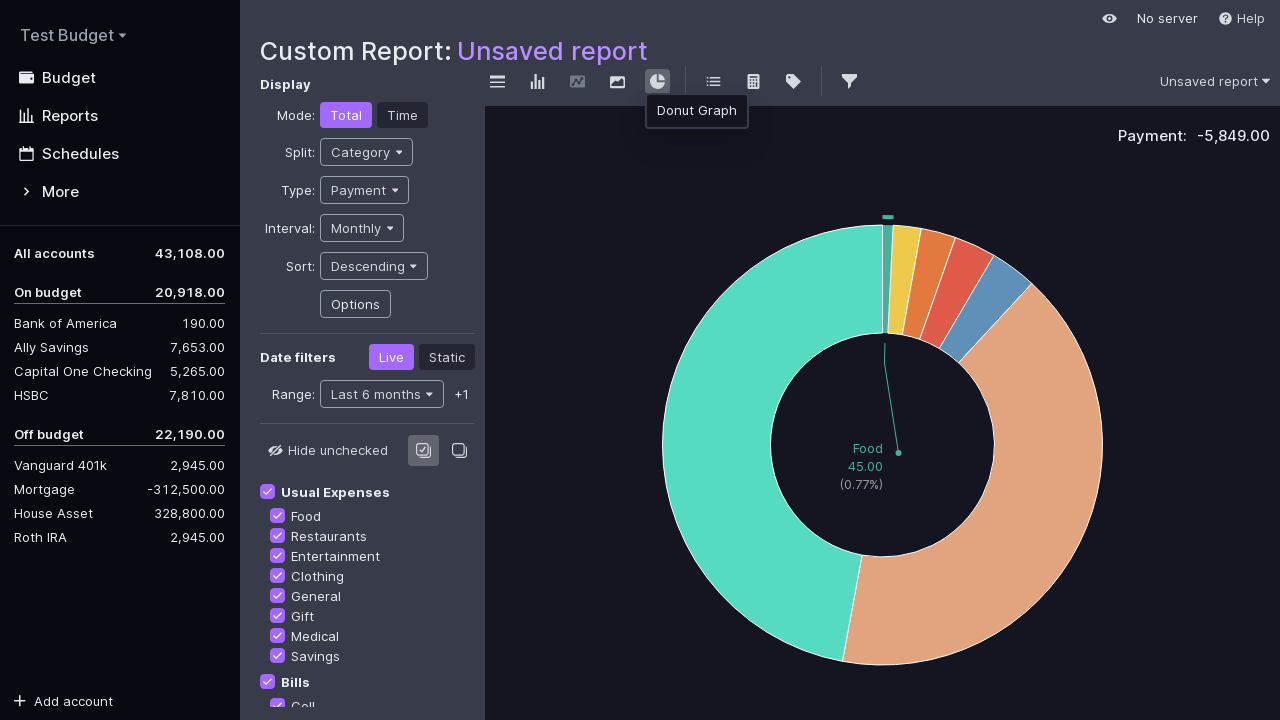 Test Budget
Budget
Reports
Schedules
More
All accounts 43,108.00
On budget 20,918.00
Bank of America 190.00
Ally Savings 7,653.00
Capital One Checking 5,265.00
HSBC 7,810.00
Off budget 22,190.00
Vanguard 401k 2,945.00
Mortgage -312,500.00
House Asset 328,800.00
Roth IRA 2,945.00
Add account
No server
Help
Custom Report: Unsaved report
Display
Mode: Total Time
Split: Category
Type: Payment
Interval: Monthly
Sort: Descending
Options
Date filters Live Static
Range: Last 6 months +1
Hide unchecked
Usual Expenses
Food
Restaurants
Entertainment
Clothing
General
Gift
Medical
Savings
Bills
Cell
Unsaved report
Donut Graph
Payment: -5,849.00
Food
45.00
(0.77%)